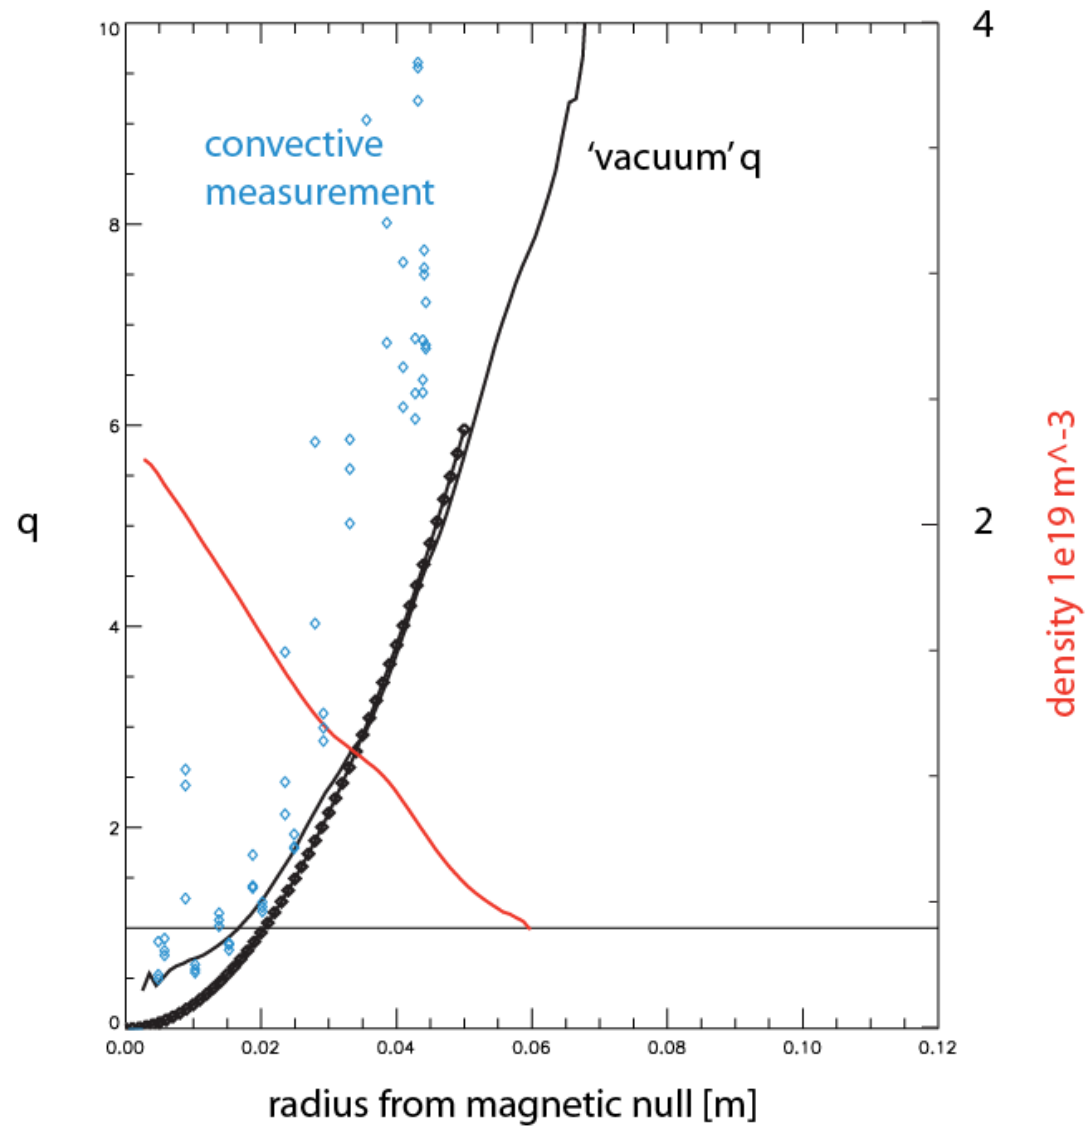 10
4
convective
measurement
'vacuum' q
8
6
q
2
density 1e19 m^-3
4
2
0
0.00
0.02
0.04
0.06
0.08
0.10
0.12
radius from magnetic null [m]